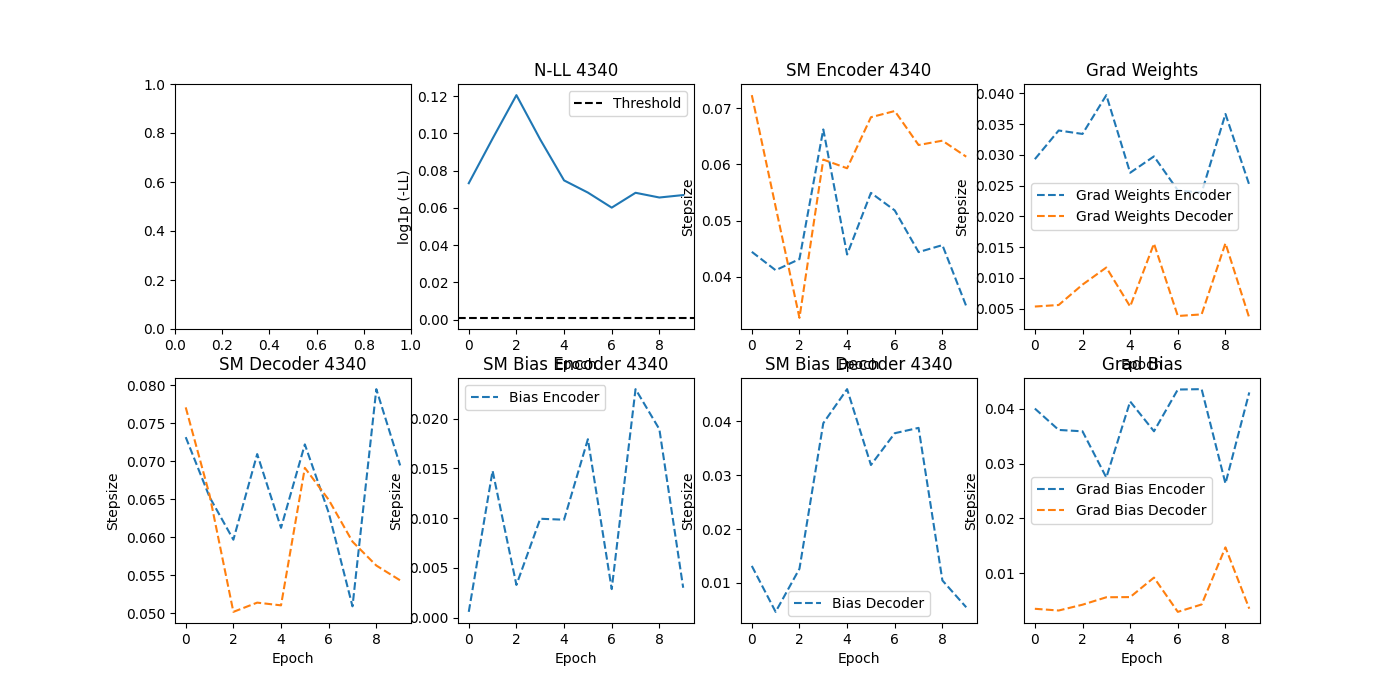 N-LL 4340
SM Encoder 4340
Grad Weights
1.0
0.8
0.6
0.4
0.2
0.0
0.0 0.2 0.4 0.6 0.8 1.0
log1p (-LL)
0.12
0.10
0.08
0.06
0.04
0.02
0.00
Threshold
0 2 4 6 8
Epoch
Stepsize
0.07
0.06
0.05
0.04
0 2 4 6 8
Epoch
Stepsize
0.040
0.035
0.030
0.025
0.020
0.015
0.010
0.005
Grad Weights Encoder
Grad Weights Decoder
0 2 4 6 8
Epoch
SM Decoder 4340
Stepsize
0.080
0.075
0.070
0.065
0.060
0.055
0.050
0 2 4 6 8
Epoch
SM Bias Encoder 4340
Stepsize
0.020
0.015
0.010
0.005
0.000
Bias Encoder
0 2 4 6 8
Epoch
SM Bias Decoder 4340
Stepsize
0.04
0.03
0.02
0.01
Bias Decoder
0 2 4 6 8
Epoch
Grad Bias
Stepsize
0.04
0.03
0.02
0.01
Grad Bias Encoder
Grad Bias Decoder
0 2 4 6 8
Epoch